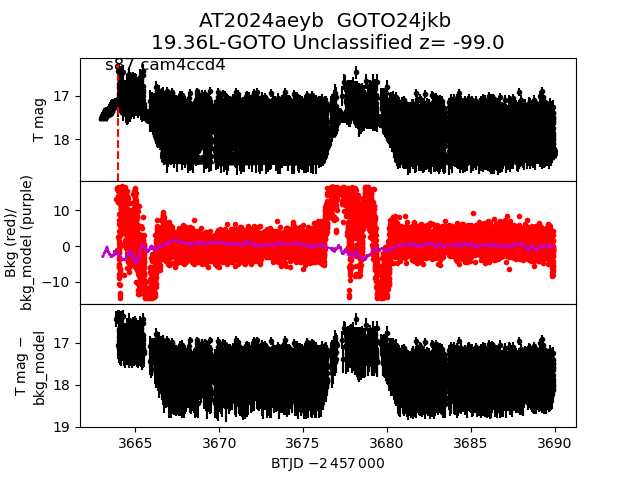 AT2024aeyb  GOTO24jkb
19.36L-GOTO Unclassified z= -99.0
s87 cam4ccd4
17
18
T mag
10
0
−10
Bkg (red)/
bkg_model (purple)
17
18
19
T mag −
bkg_model
3665
3670
3675
3680
3685
3690
BTJD −2 457 000